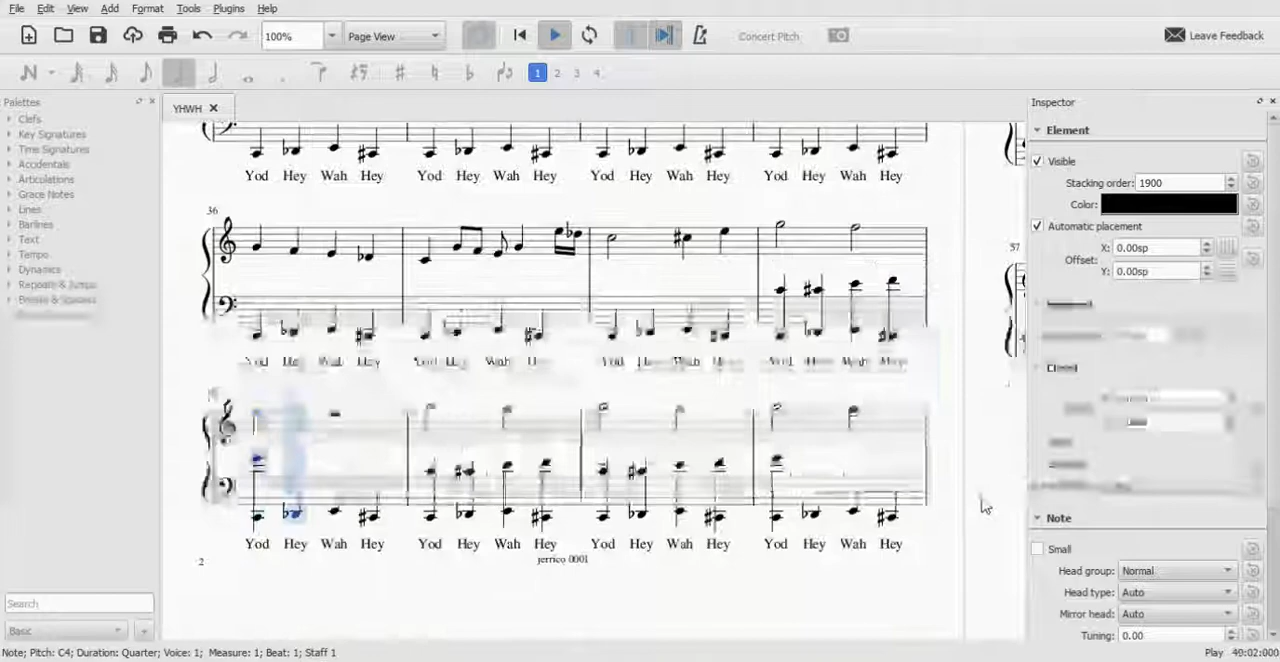 File Edit View Add Format Tools Plugins Help
100% Page View Concert Pitch Leave Feedback
1 2 3 4
Palettes
YHWH
Inspector
Clefs
Key Signatures
Time Signatures
Accidentals
Articulations
Grace Notes
Lines
Barlines
Text
Tempo
Dynamics
Repeats & Jumps
Yod Hey Wah Hey Yod Hey Wah Hey Yod Hey Wah Hey Yod Hey Wah Hey
36
57
Yod Hey Wah Hey Yod Hey Wah Hey Yod Hey Wah Hey Yod Hey Wah Hey
2
jerrico 0001
Element
Visible
Stacking order: 1900
Color:
Automatic placement
X: 0.00sp
Offset:
Y: 0.00sp
Note
Small
Head group: Normal
Head type: Auto
Mirror head: Auto
Tuning: 0.00
Search
Basic
Note; Pitch: C4; Duration: Quarter; Voice: 1; Measure: 1; Beat: 1; Staff 1
Play 49:02:000